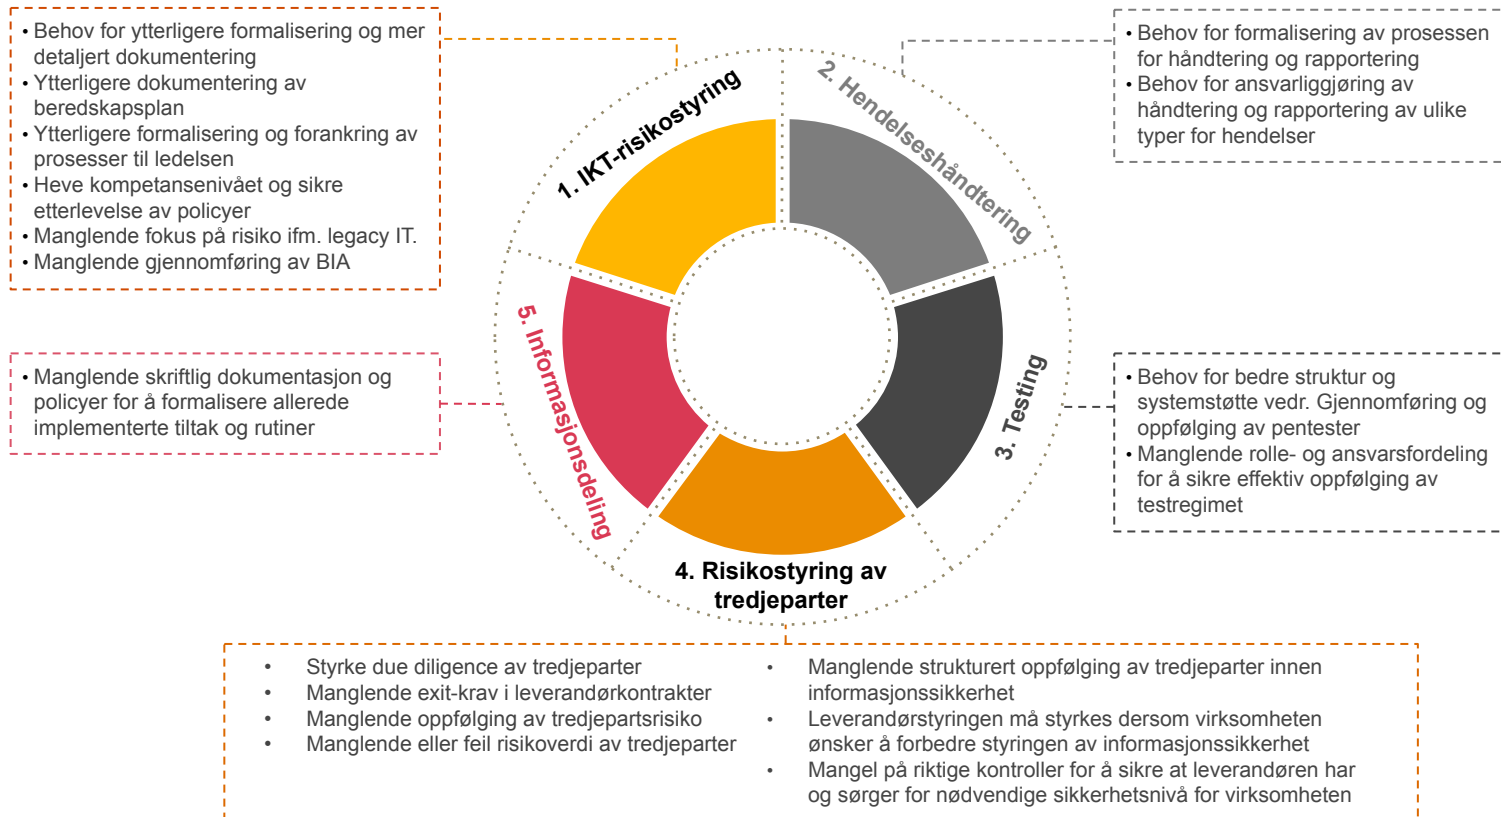 • Behov for ytterligere formalisering og mer
detaljert dokumentering
• Ytterligere dokumentering av
beredskapsplan
• Ytterligere formalisering og forankring av
prosesser til ledelsen
• Heve kompetansenivået og sikre
etterlevelse av policyer
• Manglende fokus på risiko ifm. legacy IT.
• Manglende gjennomføring av BIA
1. IKT-risikostyring
2. Hendelseshåndtering
• Behov for formalisering av prosessen
for håndtering og rapportering
• Behov for ansvarliggjøring av
håndtering og rapportering av ulike
typer for hendelser
• Manglende skriftlig dokumentasjon og
policyer for å formalisere allerede
implementerte tiltak og rutiner
5. Informasjonsdeling
3. Testing
• Behov for bedre struktur og
systemstøtte vedr. Gjennomføring og
oppfølging av pentester
• Manglende rolle- og ansvarsfordeling
for å sikre effektiv oppfølging av
testregimet
4. Risikostyring av
tredjeparter
• Styrke due diligence av tredjeparter
• Manglende exit-krav i leverandørkontrakter
• Manglende oppfølging av tredjepartsrisiko
• Manglende eller feil risikoverdi av tredjeparter
• Manglende strukturert oppfølging av tredjeparter innen
informasjonssikkerhet
• Leverandørstyringen må styrkes dersom virksomheten
ønsker å forbedre styringen av informasjonssikkerhet
• Mangel på riktige kontroller for å sikre at leverandøren har
og sørger for nødvendige sikkerhetsnivå for virksomheten